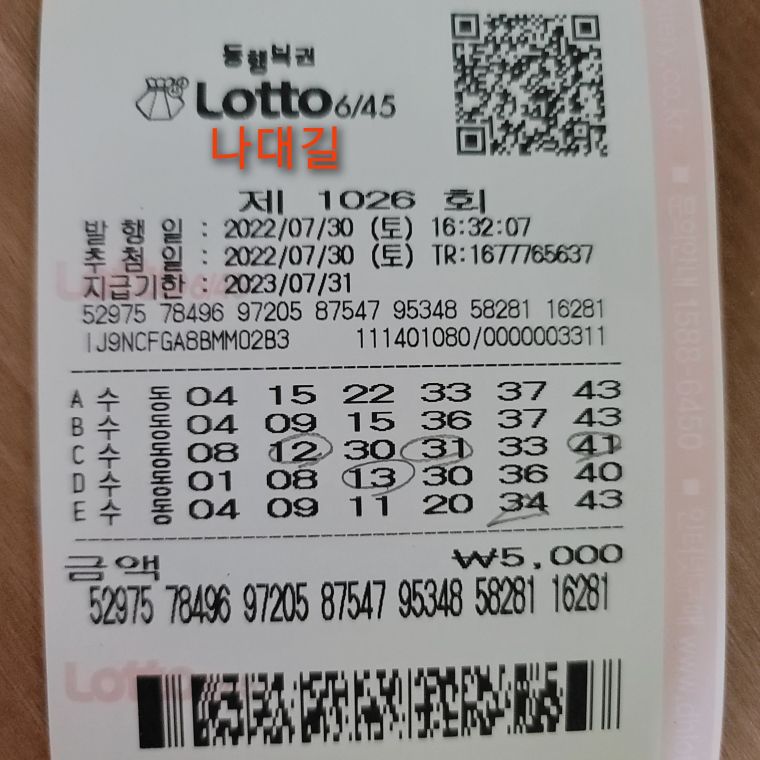 동행복권
Lotto 6/45
나대길
제 1026 회
발 행 일 : 2022/07/30 (토) 16:32:07
추 첨 일 : 2022/07/30 (토) TR:1677765637
지급기한 : 2023/07/31
52975 78496 97205 87547 95348 58281 16281
IJ9NCFGA8BMM02B3 111401080/0000003311
A 수 동 04 15 22 33 37 43
B 수 동 04 09 15 36 37 43
C 수 동 08 12 30 31 33 41
D 수 동 01 08 13 30 36 40
E 수 동 04 09 11 20 34 43
금액 ₩5,000
52975 78496 97205 87547 95348 58281 16281
Lotto
1588-6450